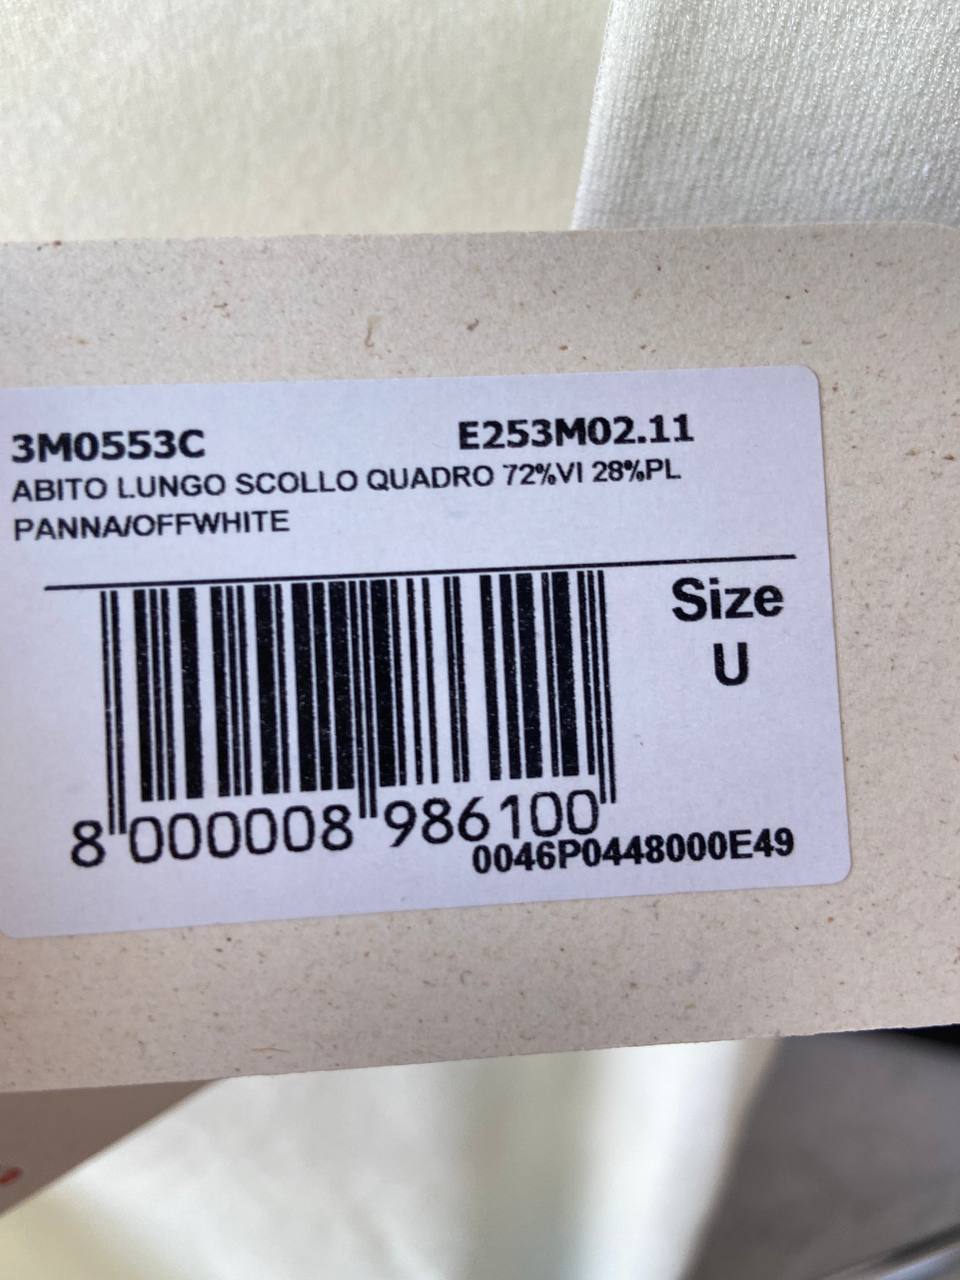 3M0553C E253M02.11
ABITO LUNGO SCOLLO QUADRO 72%VI 28%PL
PANNA/OFFWHITE
Size
U
8 000008 986100
0046P0448000E49